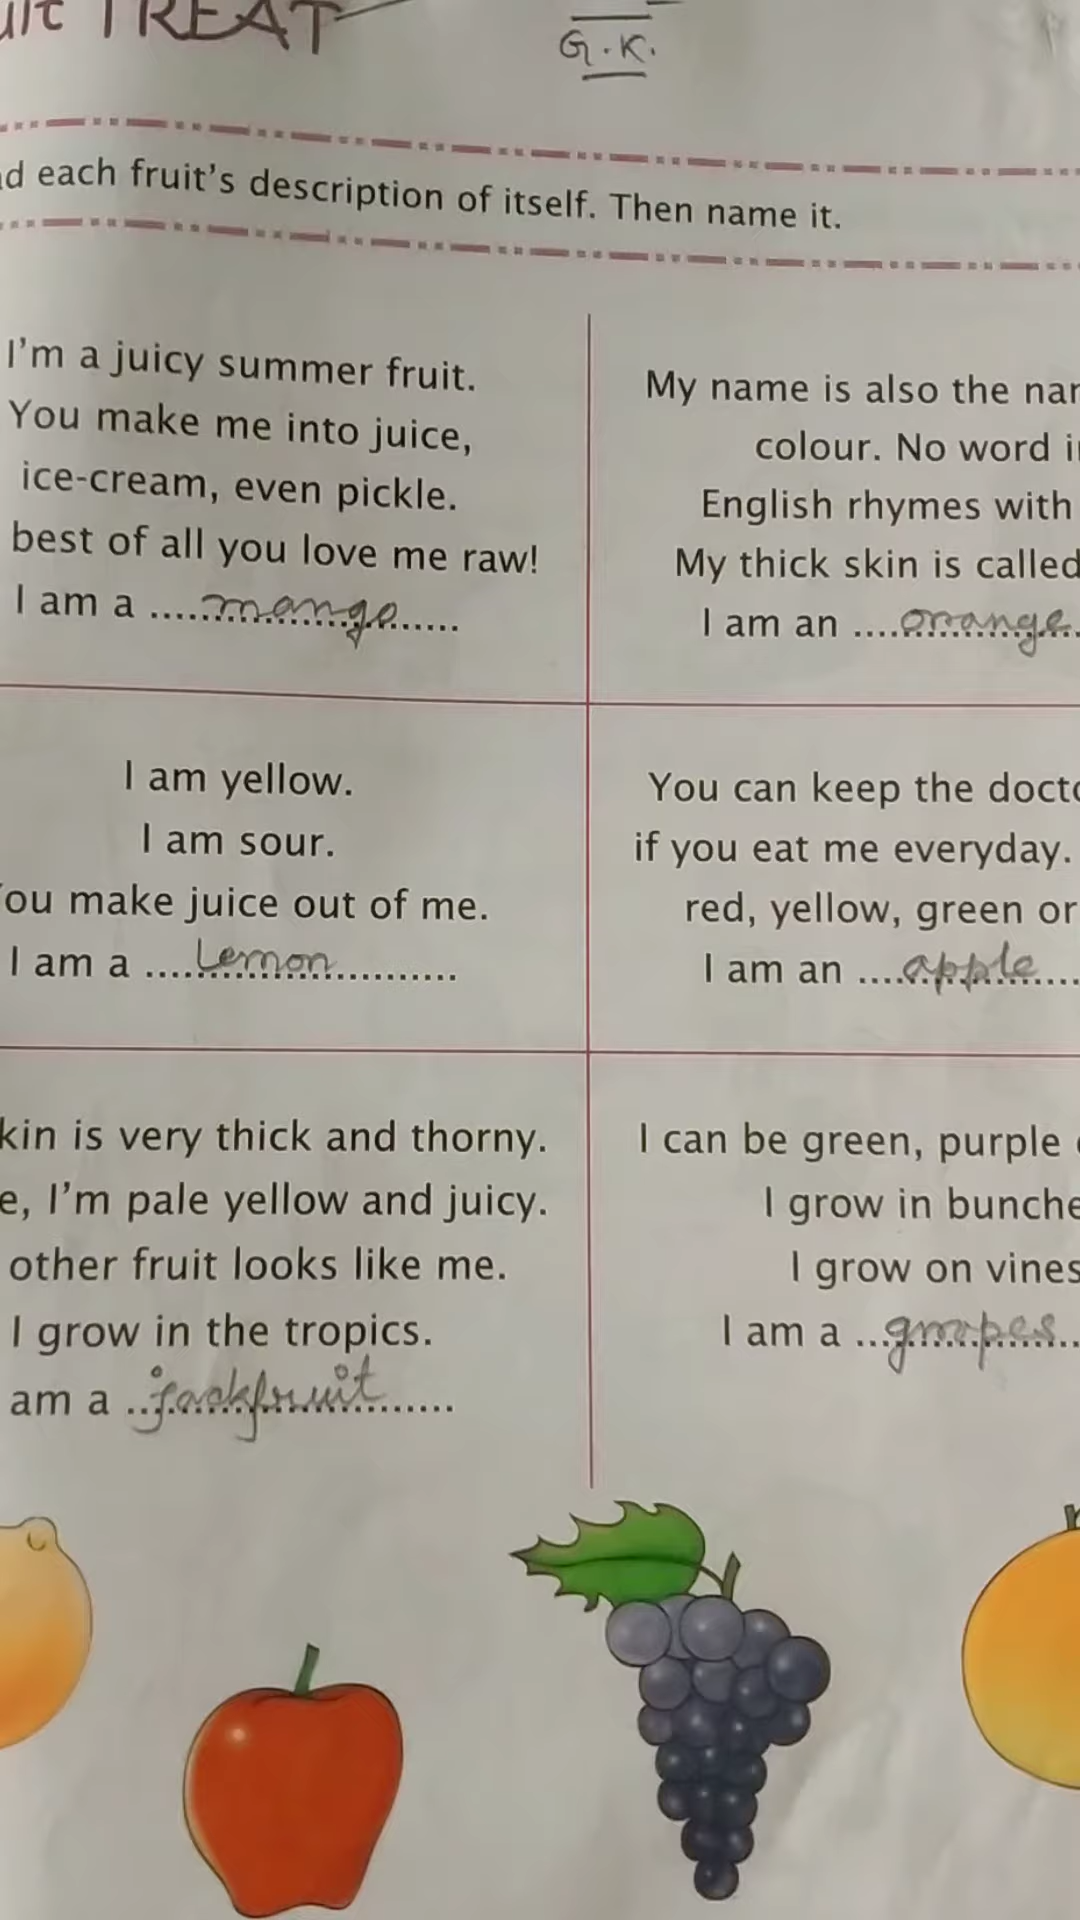 TREAT
G.K.
each fruit's description of itself. Then name it.
I'm a juicy summer fruit.
You make me into juice,
ice-cream, even pickle.
best of all you love me raw!
I am a ....mango....
My name is also the
colour. No word
English rhymes with
My thick skin is called
I am an ....orange....
I am yellow.
I am sour.
make juice out of me.
I am a ....Lemon....
You can keep the
if you eat me everyday.
red, yellow, green or
I am an ....apple....
is very thick and thorny.
I'm pale yellow and juicy.
other fruit looks like me.
I grow in the tropics.
am a ....jackfruit....
I can be green, purple
I grow in
I grow on vines
I am a ....grapes....